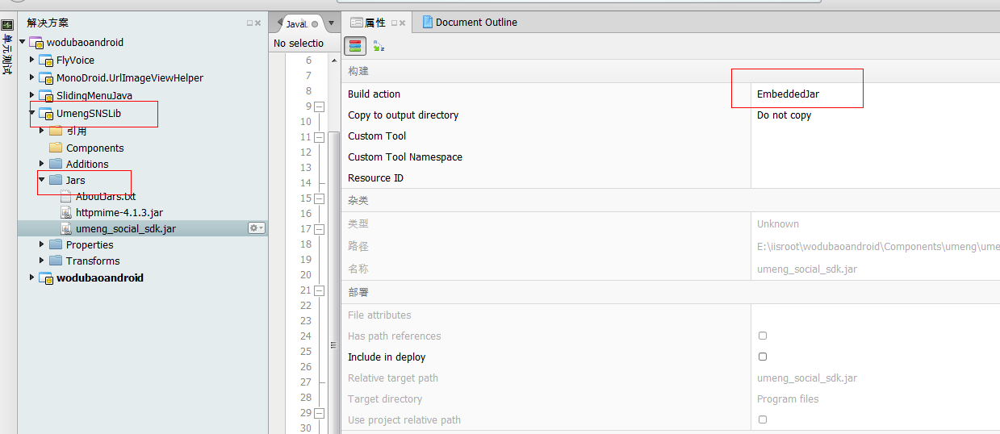 单元测试
解决方案
wodubaoandroid
FlyVoice
MonoDroid.UrlImageViewHelper
SlidingMenuJava
UmengSNSLib
引用
Components
Additions
Jars
AboutJars.txt
httpmime-4.1.3.jar
umeng_social_sdk.jar
Properties
Transforms
wodubaoandroid
Java
No selectio
6
7
8
9
10
11
12
13
14
15
16
17
18
19
20
21
22
23
24
25
26
27
28
29
30
属性
Document Outline
构建
Build action EmbeddedJar
Copy to output directory Do not copy
Custom Tool
Custom Tool Namespace
Resource ID
杂类
类型 Unknown
路径 E:\iisroot\wodubaoandroid\Components\umeng\ume
名称 umeng_social_sdk.jar
部署
File attributes
Has path references
Include in deploy
Relative target path umeng_social_sdk.jar
Target directory Program files
Use project relative path